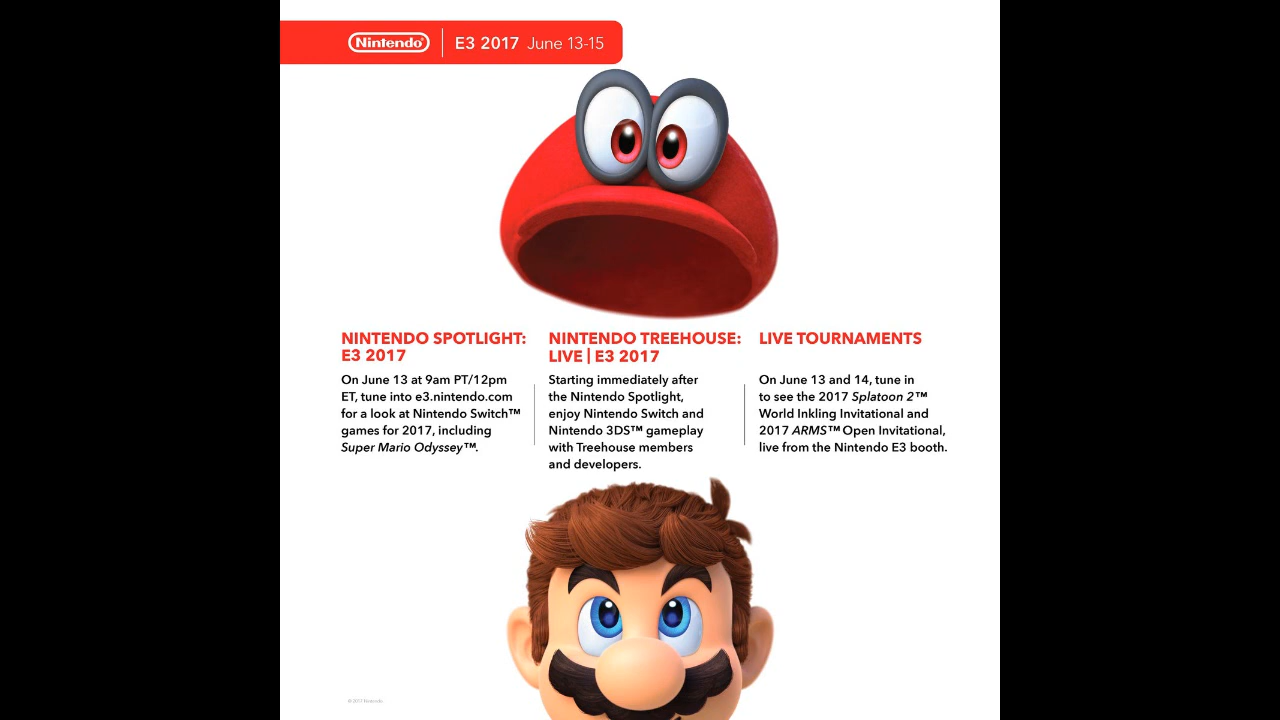 Nintendo
E3 2017 June 13-15
NINTENDO SPOTLIGHT:
E3 2017
On June 13 at 9am PT/12pm
ET, tune into e3.nintendo.com
for a look at Nintendo Switch™
games for 2017, including
Super Mario Odyssey™.
NINTENDO TREEHOUSE:
LIVE | E3 2017
Starting immediately after
the Nintendo Spotlight,
enjoy Nintendo Switch and
Nintendo 3DS™ gameplay
with Treehouse members
and developers.
LIVE TOURNAMENTS
On June 13 and 14, tune in
to see the 2017 Splatoon 2™
World Inkling Invitational and
2017 ARMS™ Open Invitational,
live from the Nintendo E3 booth.
© 2017 Nintendo.